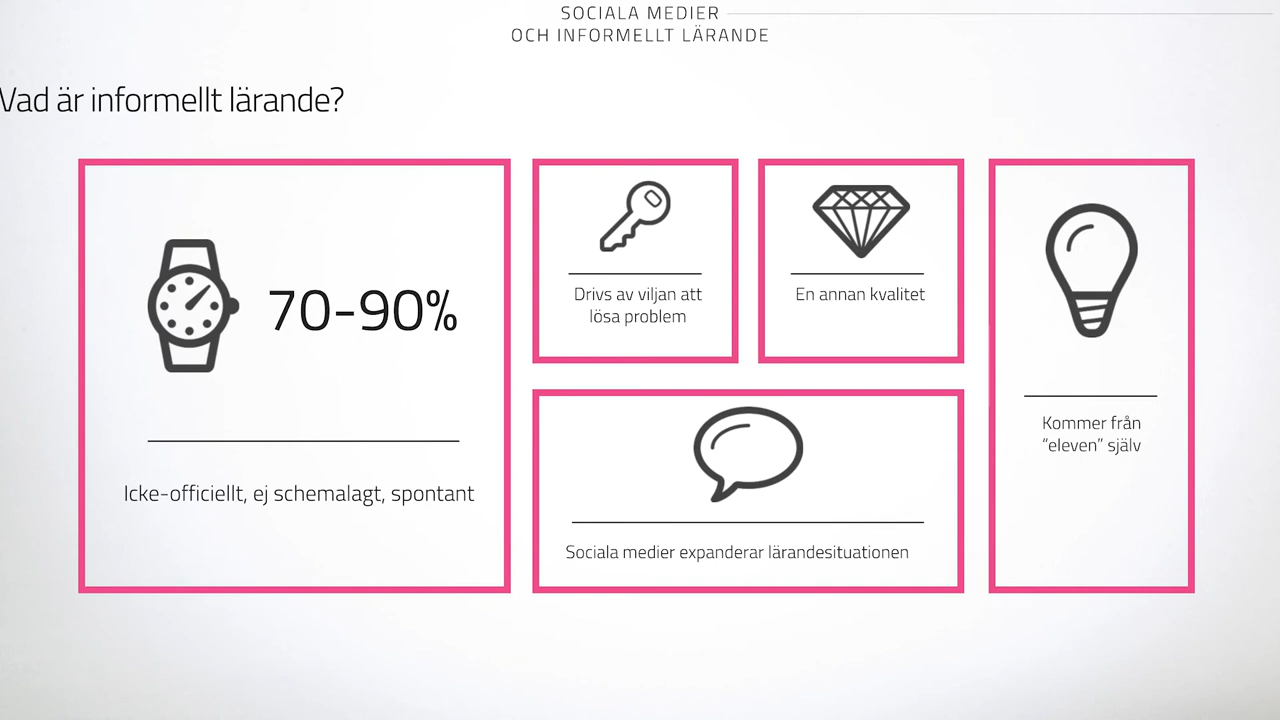 SOCIALA MEDIER
OCH INFORMELLT LÄRANDE
Vad är informellt lärande?
70-90%
Icke-officiellt, ej schemalagt, spontant
Drivs av viljan att
lösa problem
En annan kvalitet
Sociala medier expanderar lärandesituationen
Kommer från
“eleven” själv